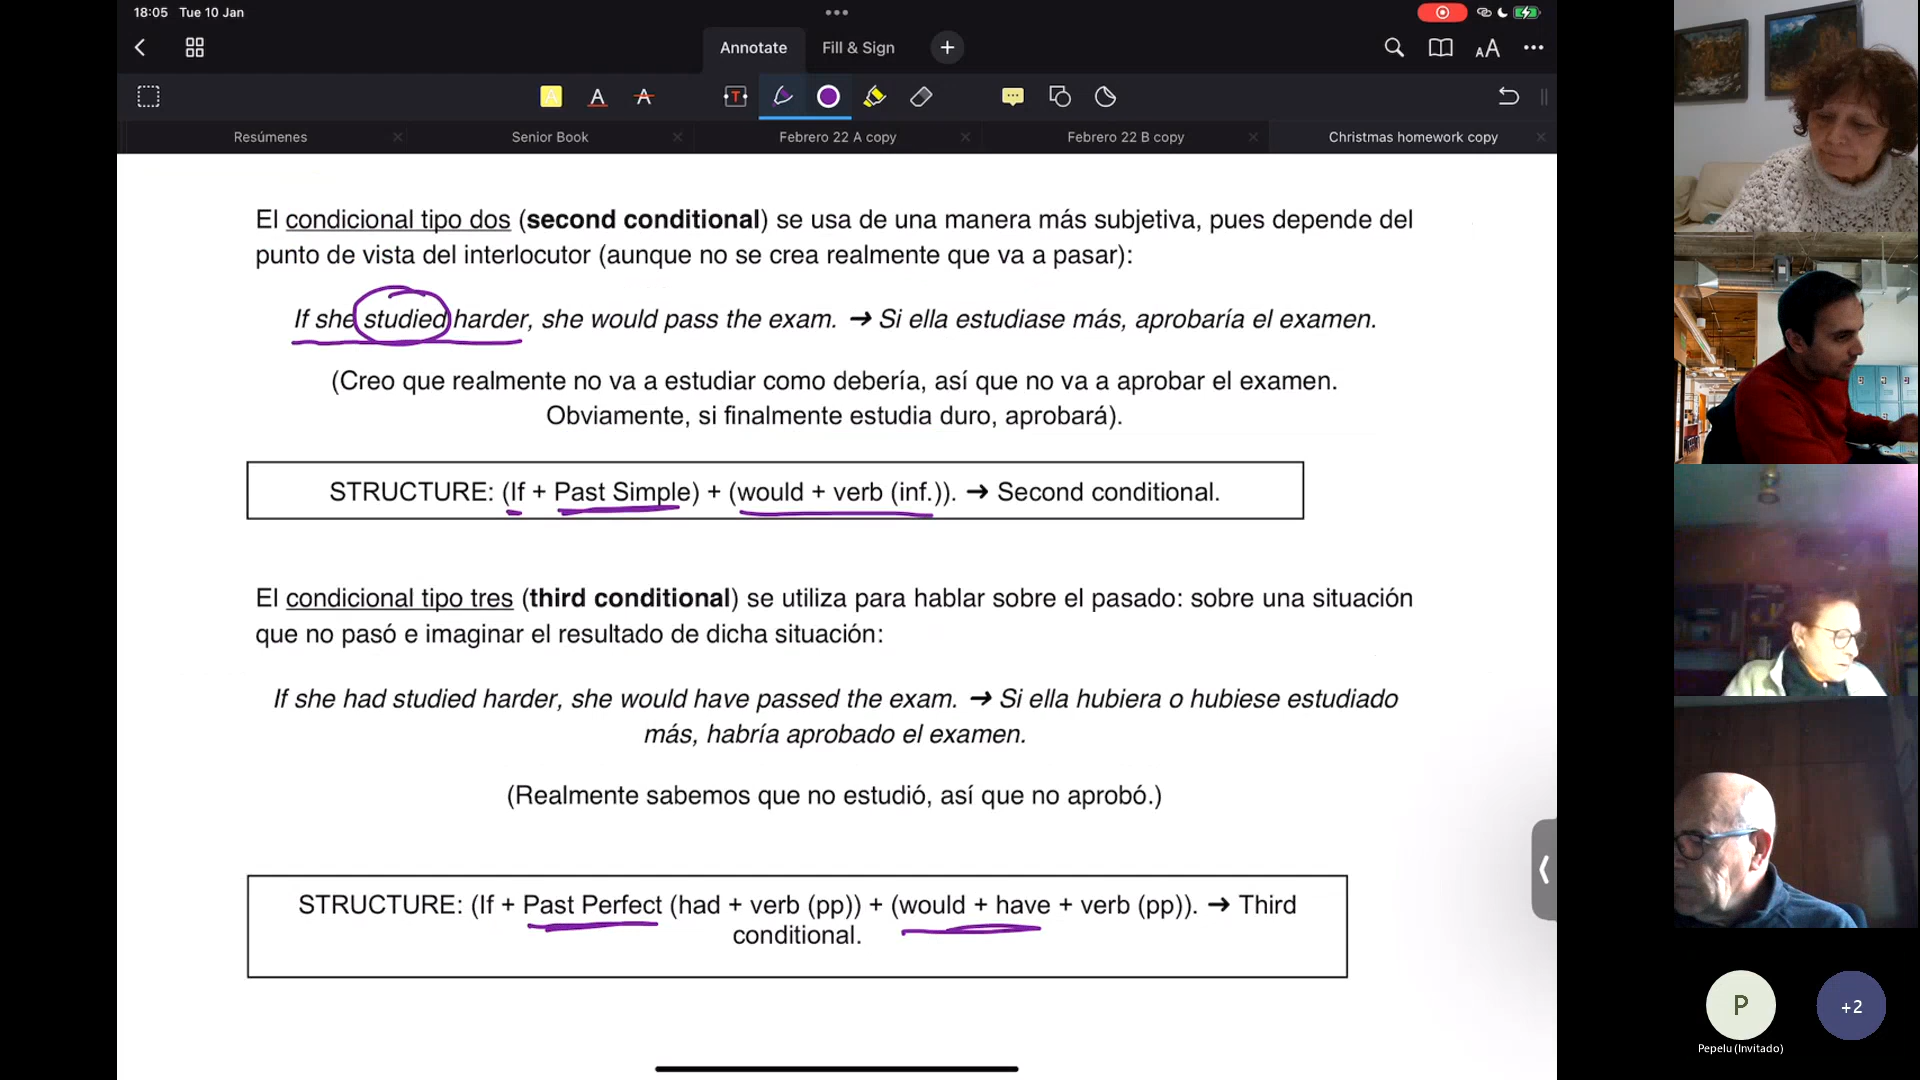 18:05 Tue 10 Jan
Annotate
Fill & Sign
Resúmenes
Senior Book
Febrero 22 A copy
Febrero 22 B copy
Christmas homework copy
El condicional tipo dos (second conditional) se usa de una manera más subjetiva, pues depende del
punto de vista del interlocutor (aunque no se crea realmente que va a pasar):
If she studied harder, she would pass the exam. ➔ Si ella estudiase más, aprobaría el examen.
(Creo que realmente no va a estudiar como debería, así que no va a aprobar el examen.
Obviamente, si finalmente estudia duro, aprobará).
STRUCTURE: (If + Past Simple) + (would + verb (inf.)). ➔ Second conditional.
El condicional tipo tres (third conditional) se utiliza para hablar sobre el pasado: sobre una situación
que no pasó e imaginar el resultado de dicha situación:
If she had studied harder, she would have passed the exam. ➔ Si ella hubiera o hubiese estudiado
más, habría aprobado el examen.
(Realmente sabemos que no estudió, así que no aprobó.)
STRUCTURE: (If + Past Perfect (had + verb (pp)) + (would + have + verb (pp)). ➔ Third
conditional.
P
+2
Pepelu (Invitado)